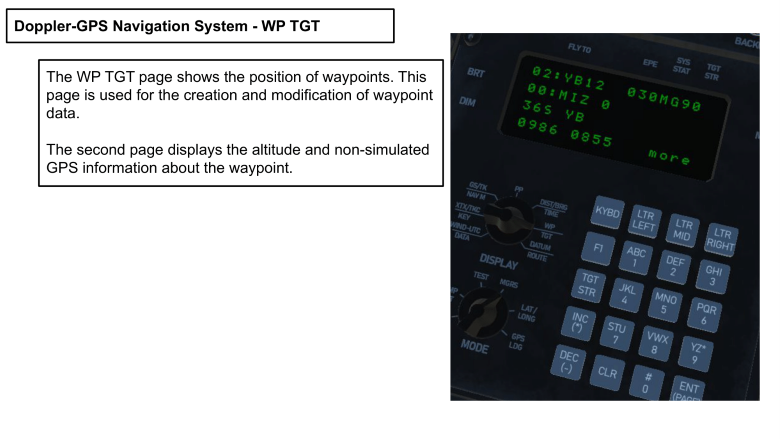 Doppler-GPS Navigation System - WP TGT
The WP TGT page shows the position of waypoints. This
page is used for the creation and modification of waypoint
data.
The second page displays the altitude and non-simulated
GPS information about the waypoint.
BACK
FLY TO
EPE
SYS
STAT
TGT
STR
BRT
DIM
02:YB12 030MG90
00:MIZ 0
36S YB
0986 0855 more
GS/TK
NAV M
PP
DIST/BRG
TIME
XTX/TKC
KEY
WP
TGT
WIND-UTC
DATA
DATUM
ROUTE
DISPLAY
TEST
MGRS
LAT/
LONG
GPS
LDG
MODE
KYBD
LTR
LEFT
LTR
MID
LTR
RIGHT
F1
ABC
1
DEF
2
GHI
3
TGT
STR
JKL
4
MNO
5
PQR
6
INC
(*)
STU
7
VWX
8
YZ*
9
DEC
(-)
CLR
#
0
ENT
(PAGE)